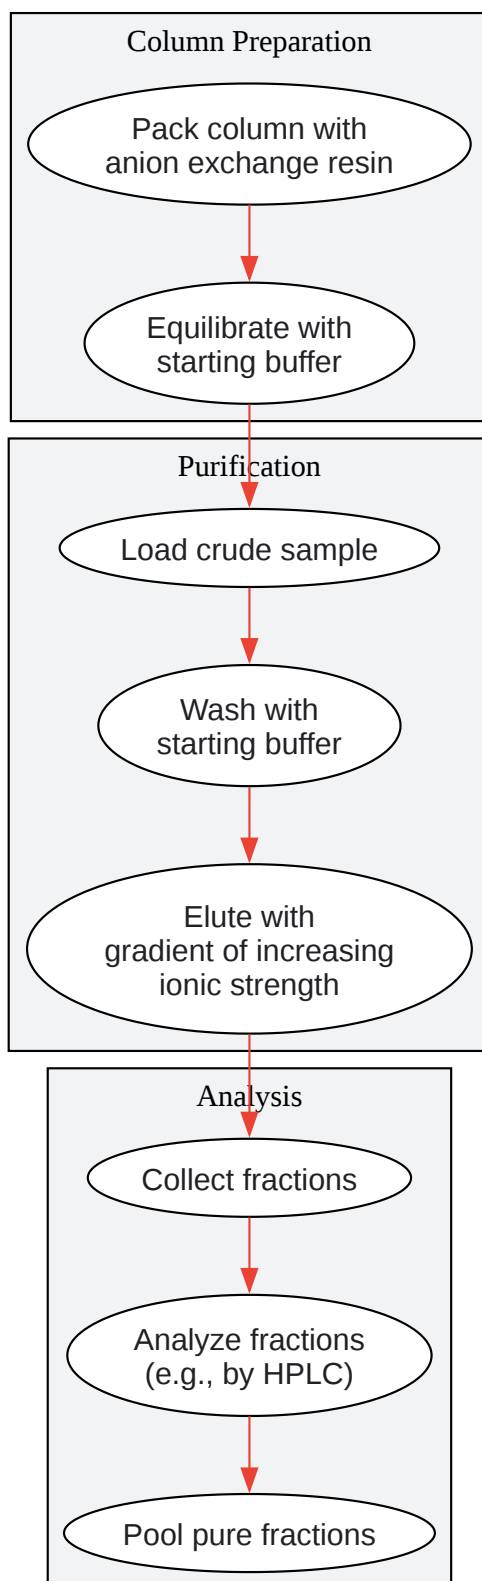 Column Preparation
Pack column with
anion exchange resin
Equilibrate with
starting buffer
Purification
Load crude sample
Wash with
starting buffer
Elute with
gradient of increasing
ionic strength
Analysis
Collect fractions
Analyze fractions
(e.g., by HPLC)
Pool pure fractions